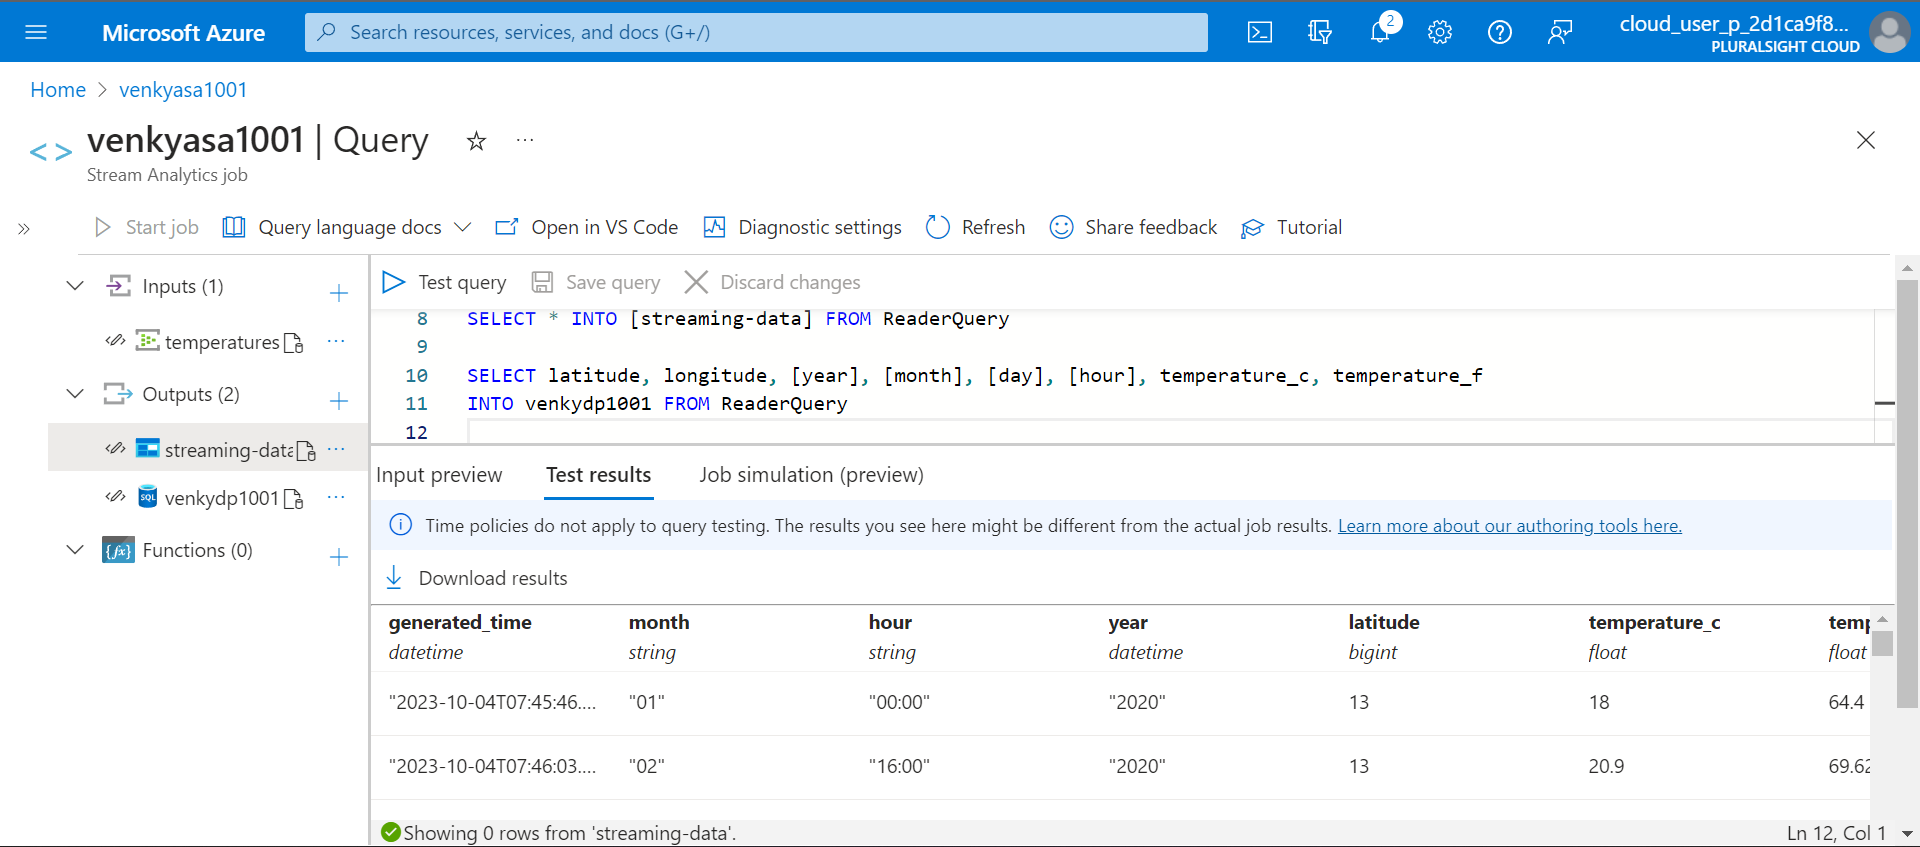 Microsoft Azure
Search resources, services, and docs (G+/)
2
cloud_user_p_2d1ca9f8...
PLURALSIGHT CLOUD
Home > venkyasa1001
venkyasa1001 | Query
...
Stream Analytics job
Start job
Query language docs
Open in VS Code
Diagnostic settings
Refresh
Share feedback
Tutorial
Inputs (1)
temperatures
...
Outputs (2)
streaming-data
...
SQL
venkydp1001
...
{fx}
Functions (0)
Test query
Save query
Discard changes
8 SELECT * INTO [streaming-data] FROM ReaderQuery
9
10 SELECT latitude, longitude, [year], [month], [day], [hour], temperature_c, temperature_f
11 INTO venkydp1001 FROM ReaderQuery
12
Input preview
Test results
Job simulation (preview)
Time policies do not apply to query testing. The results you see here might be different from the actual job results. Learn more about our authoring tools here.
Download results
generated_time month hour year latitude temperature_c temp
datetime string string datetime bigint float float
"2023-10-04T07:45:46.... "01" "00:00" "2020" 13 18 64.4
"2023-10-04T07:46:03.... "02" "16:00" "2020" 13 20.9 69.62
Showing 0 rows from 'streaming-data'.
Ln 12, Col 1